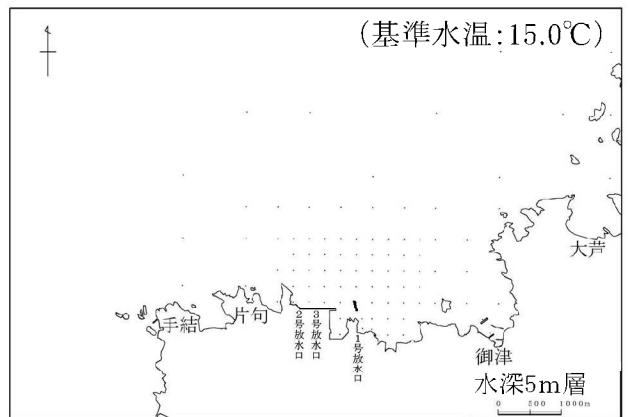 (基準水温:15.0℃)
大芦
手結
片句
2号放水口
3号放水口
1号放水口
御津
水深5m層
0 500 1000m